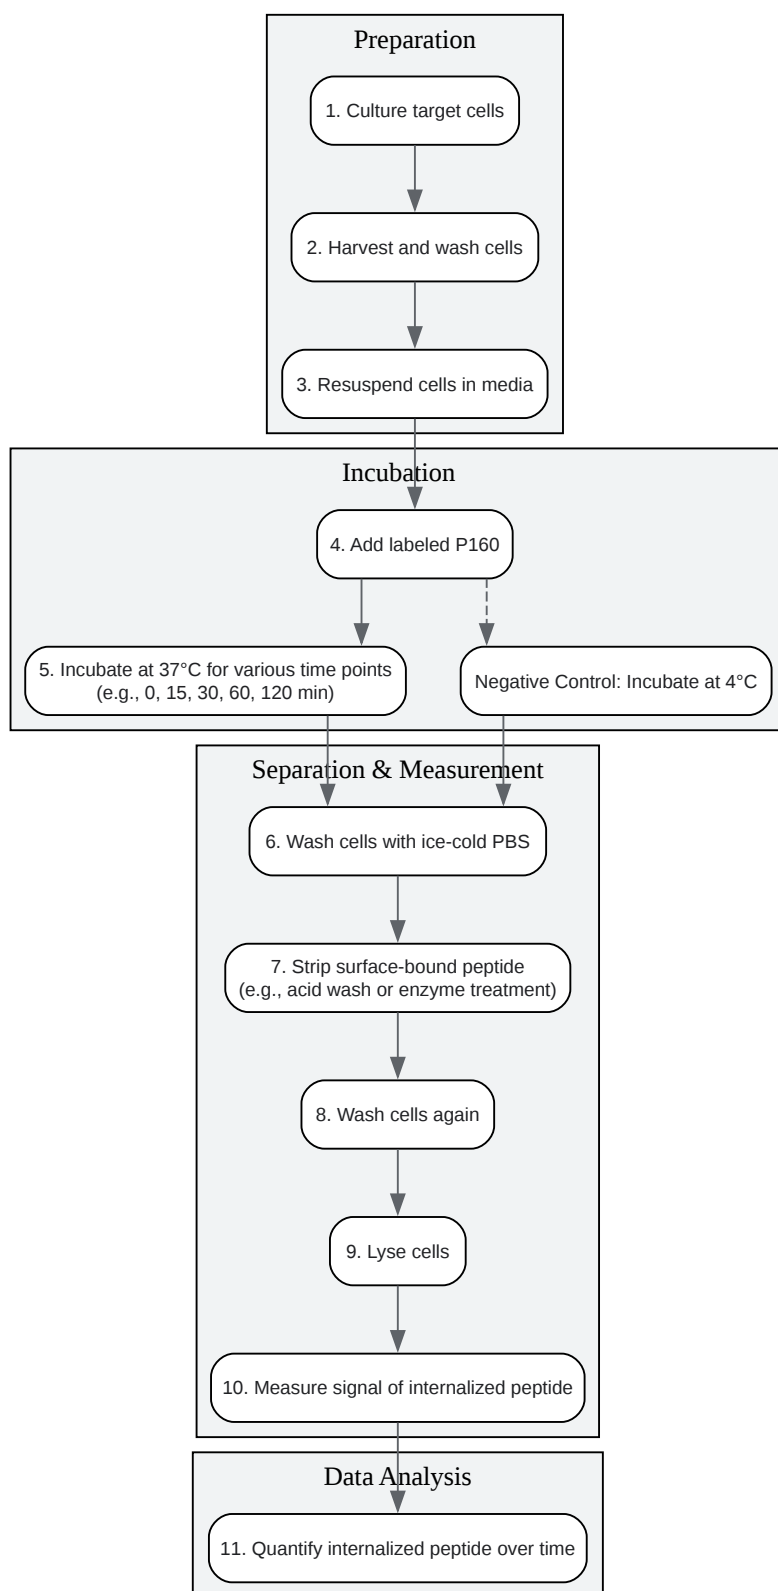 Preparation
1. Culture target cells
2. Harvest and wash cells
3. Resuspend cells in media
Incubation
4. Add labeled P160
5. Incubate at 37°C for various time points
(e.g., 0, 15, 30, 60, 120 min)
Negative Control: Incubate at 4°C
Separation & Measurement
6. Wash cells with ice-cold PBS
7. Strip surface-bound peptide
(e.g., acid wash or enzyme treatment)
8. Wash cells again
9. Lyse cells
10. Measure signal of internalized peptide
Data Analysis
11. Quantify internalized peptide over time